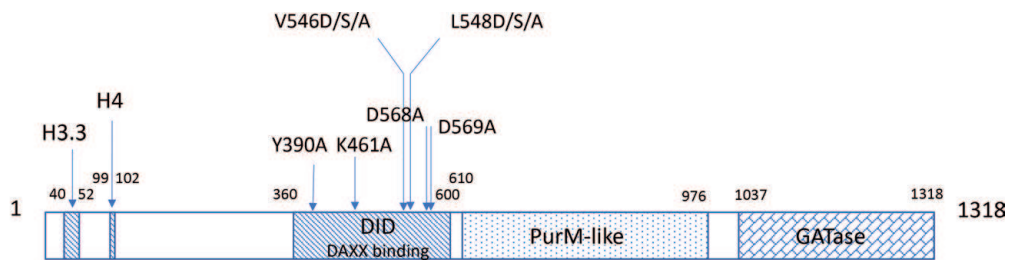 V546D/S/A L548D/S/A
H4
D568A
D569A
H3.3
Y390A K461A
99 102
610
40 52
360
600
976 1037
1318
1
1318
DID
DAXX binding
PurM-like
GATase